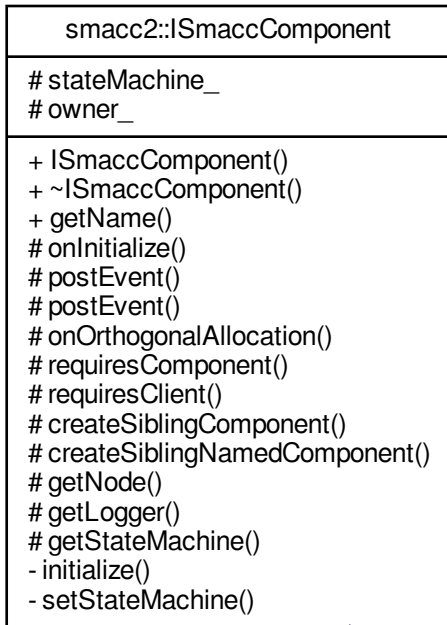 smacc2::ISmaccComponent
# stateMachine_
# owner_
+ ISmaccComponent()
+ ~ISmaccComponent()
+ getName()
# onInitialize()
# postEvent()
# postEvent()
# onOrthogonalAllocation()
# requiresComponent()
# requiresClient()
# createSiblingComponent()
# createSiblingNamedComponent()
# getNode()
# getLogger()
# getStateMachine()
- initialize()
- setStateMachine()